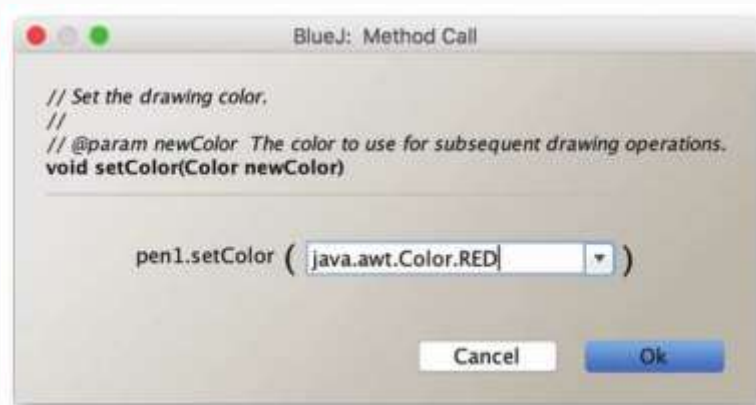 BlueJ: Method Call
// Set the drawing color.
//
// @param newColor The color to use for subsequent drawing operations.
void setColor(Color newColor)
pen1.setColor ( java.awt.Color.RED )
Cancel Ok